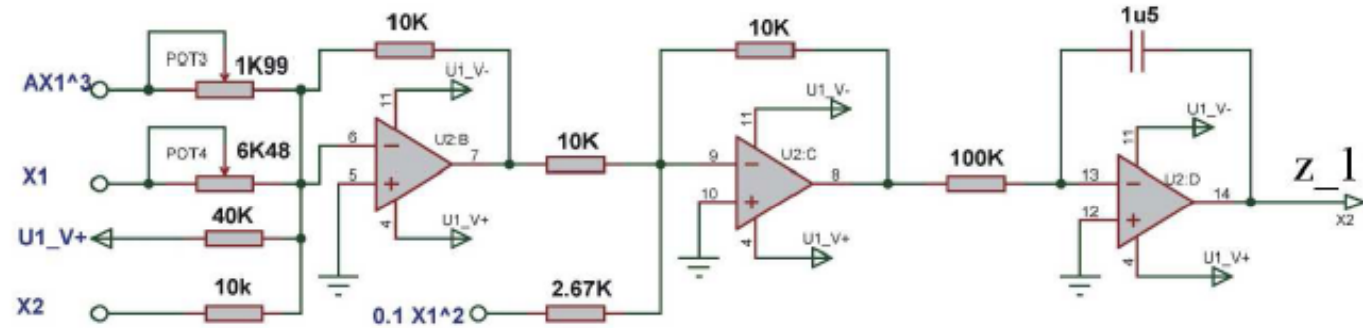 10K
10K
1u5
POT3
1K99
AX1^3
U1_V-
11
6
U2:B
7
5
4
U1_V+
POT4
6K48
X1
40K
U1_V+
10k
X2
10K
U1_V-
11
9
U2:C
8
10
4
U1_V+
2.67K
0.1 X1^2
100K
U1_V-
11
13
U2:D
14
12
4
U1_V+
z_1
X2